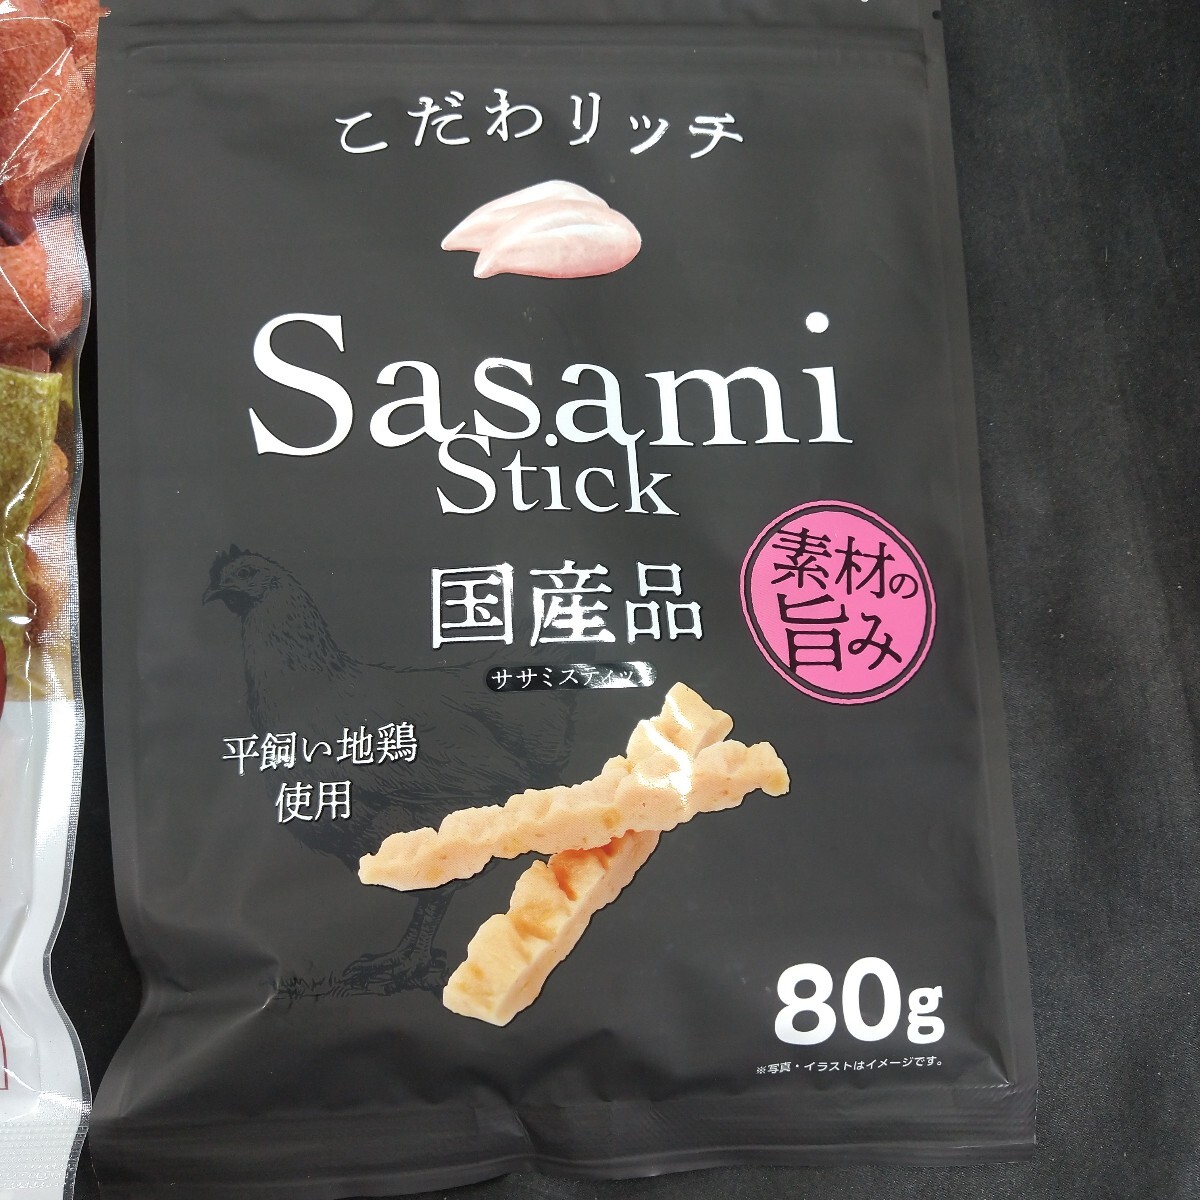 こだわリッチ
Sasami
Stick
国産品
ササミスティック
素材の
旨み
平飼い地鶏
使用
80g
※写真・イラストはイメージです。